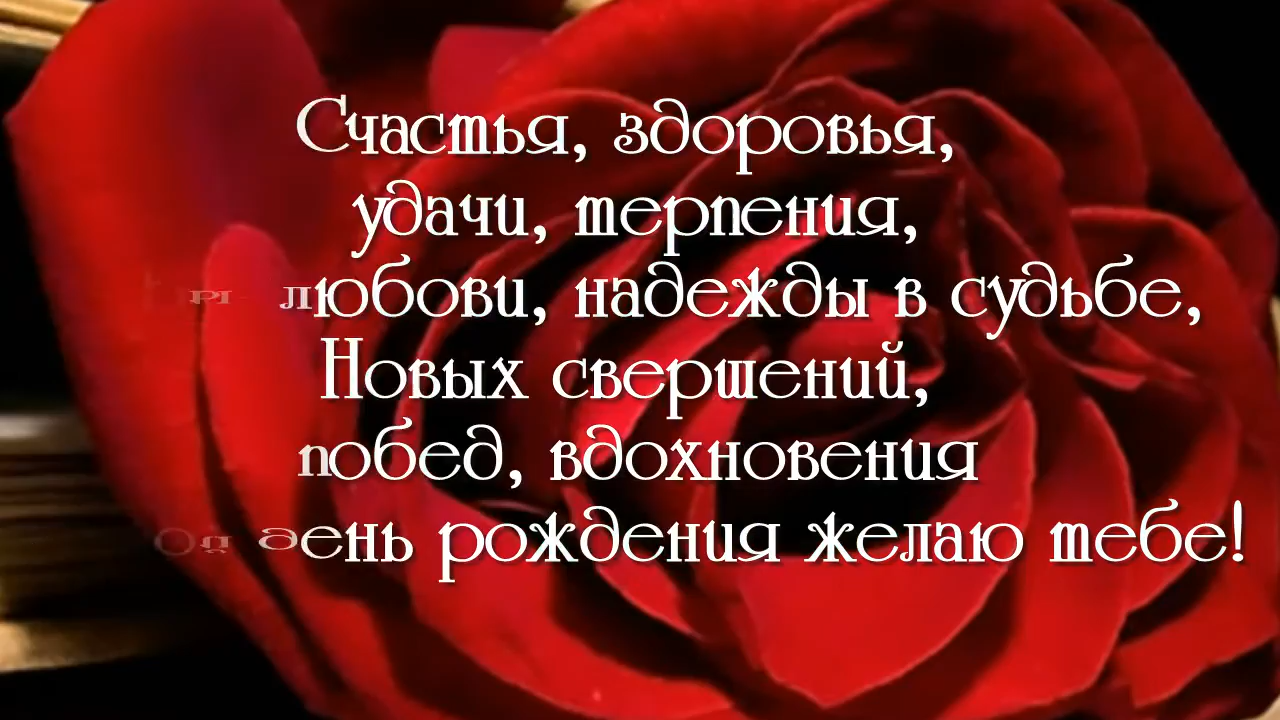 Счастья, здоровья,
удачи, терпения,
любови, надежды в судьбе,
Новых свершений,
побед, вдохновения
день рождения желаю тебе!